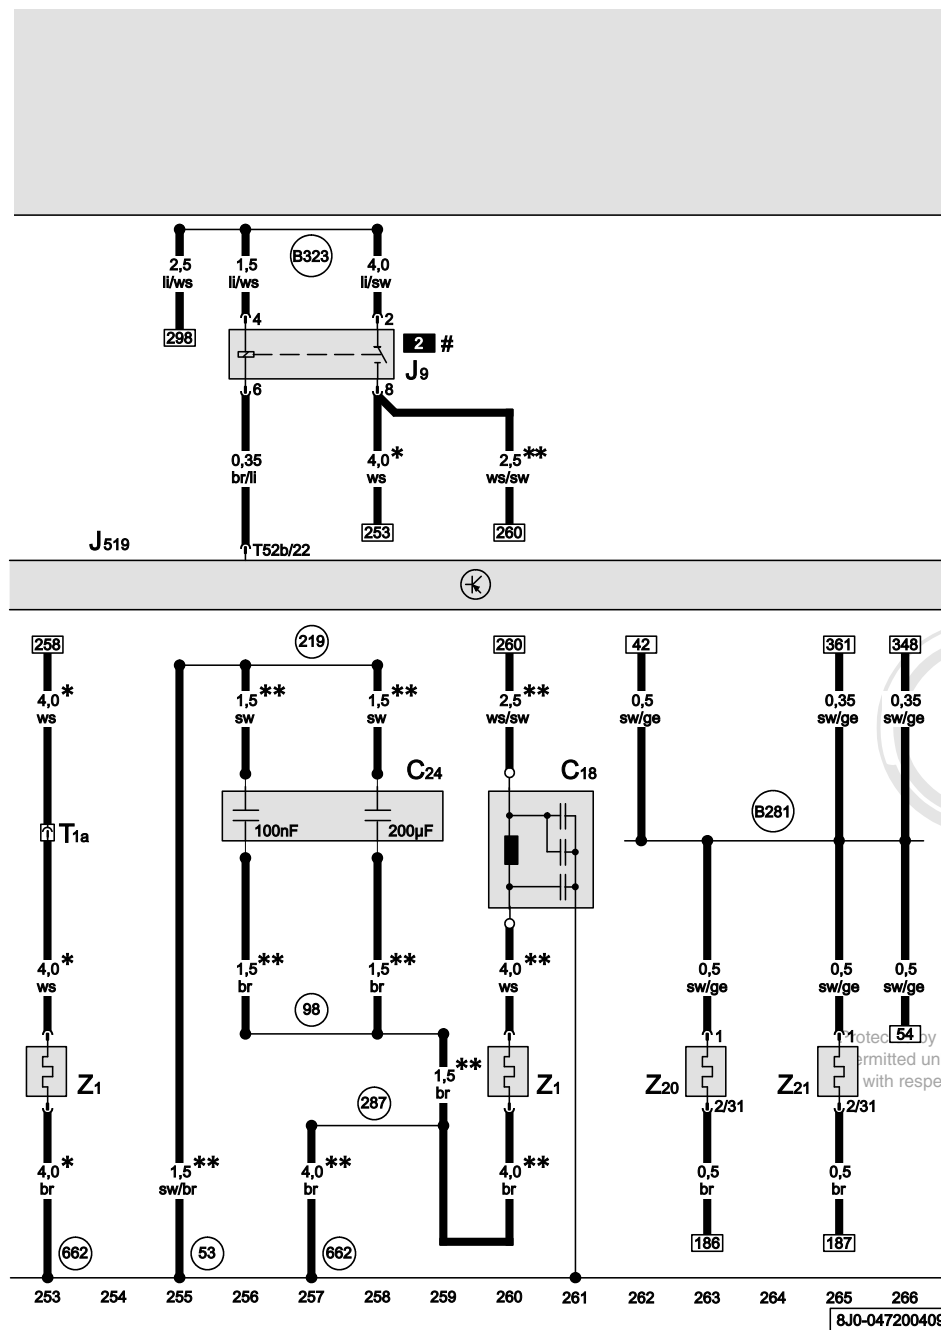 B323
2,5 1,5 4,0
li/ws li/ws li/sw
4 2
298
2 #
J9
6 8
0,35 4,0* 2,5**
br/li ws ws/sw
253 260
J519
T52b/22
258 219 260 42 361 348
4,0* 1,5** 1,5** 2,5** 0,5 0,35 0,35
ws sw sw ws/sw sw/ge sw/ge sw/ge
C24 C18
B281
T1a 100nF 200µF
4,0* 1,5** 1,5** 4,0** 0,5 0,5 0,5
ws br br ws sw/ge sw/ge sw/ge
98
1 1 54
by
ermitted un
with respe
1,5**
br
Z1 Z1 Z20 Z21
287
2/31 2/31
4,0* 1,5** 4,0** 4,0** 0,5 0,5
br sw/br br br br br
186 187
662 53 662
253 254 255 256 257 258 259 260 261 262 263 264 265 266
8J0-047200409